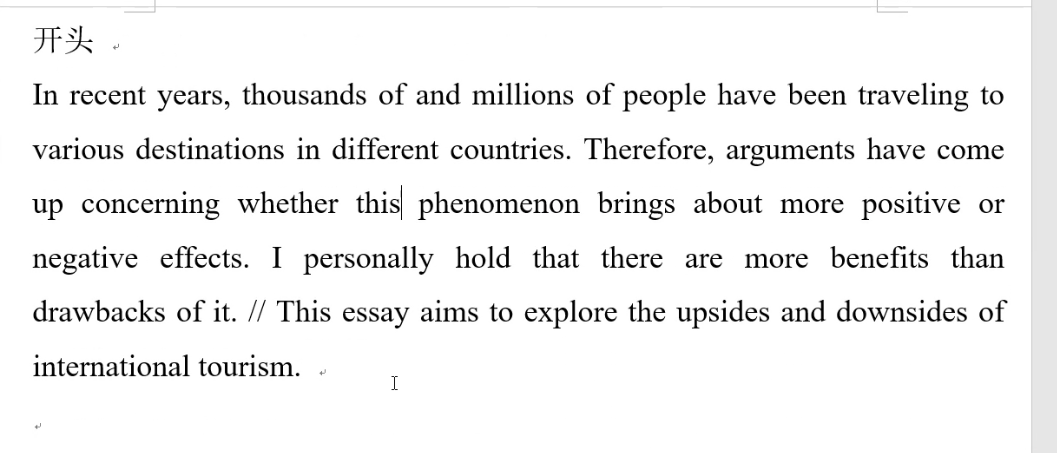 开头
In recent years, thousands of and millions of people have been traveling to
various destinations in different countries. Therefore, arguments have come
up concerning whether this phenomenon brings about more positive or
negative effects. I personally hold that there are more benefits than
drawbacks of it. // This essay aims to explore the upsides and downsides of
international tourism.